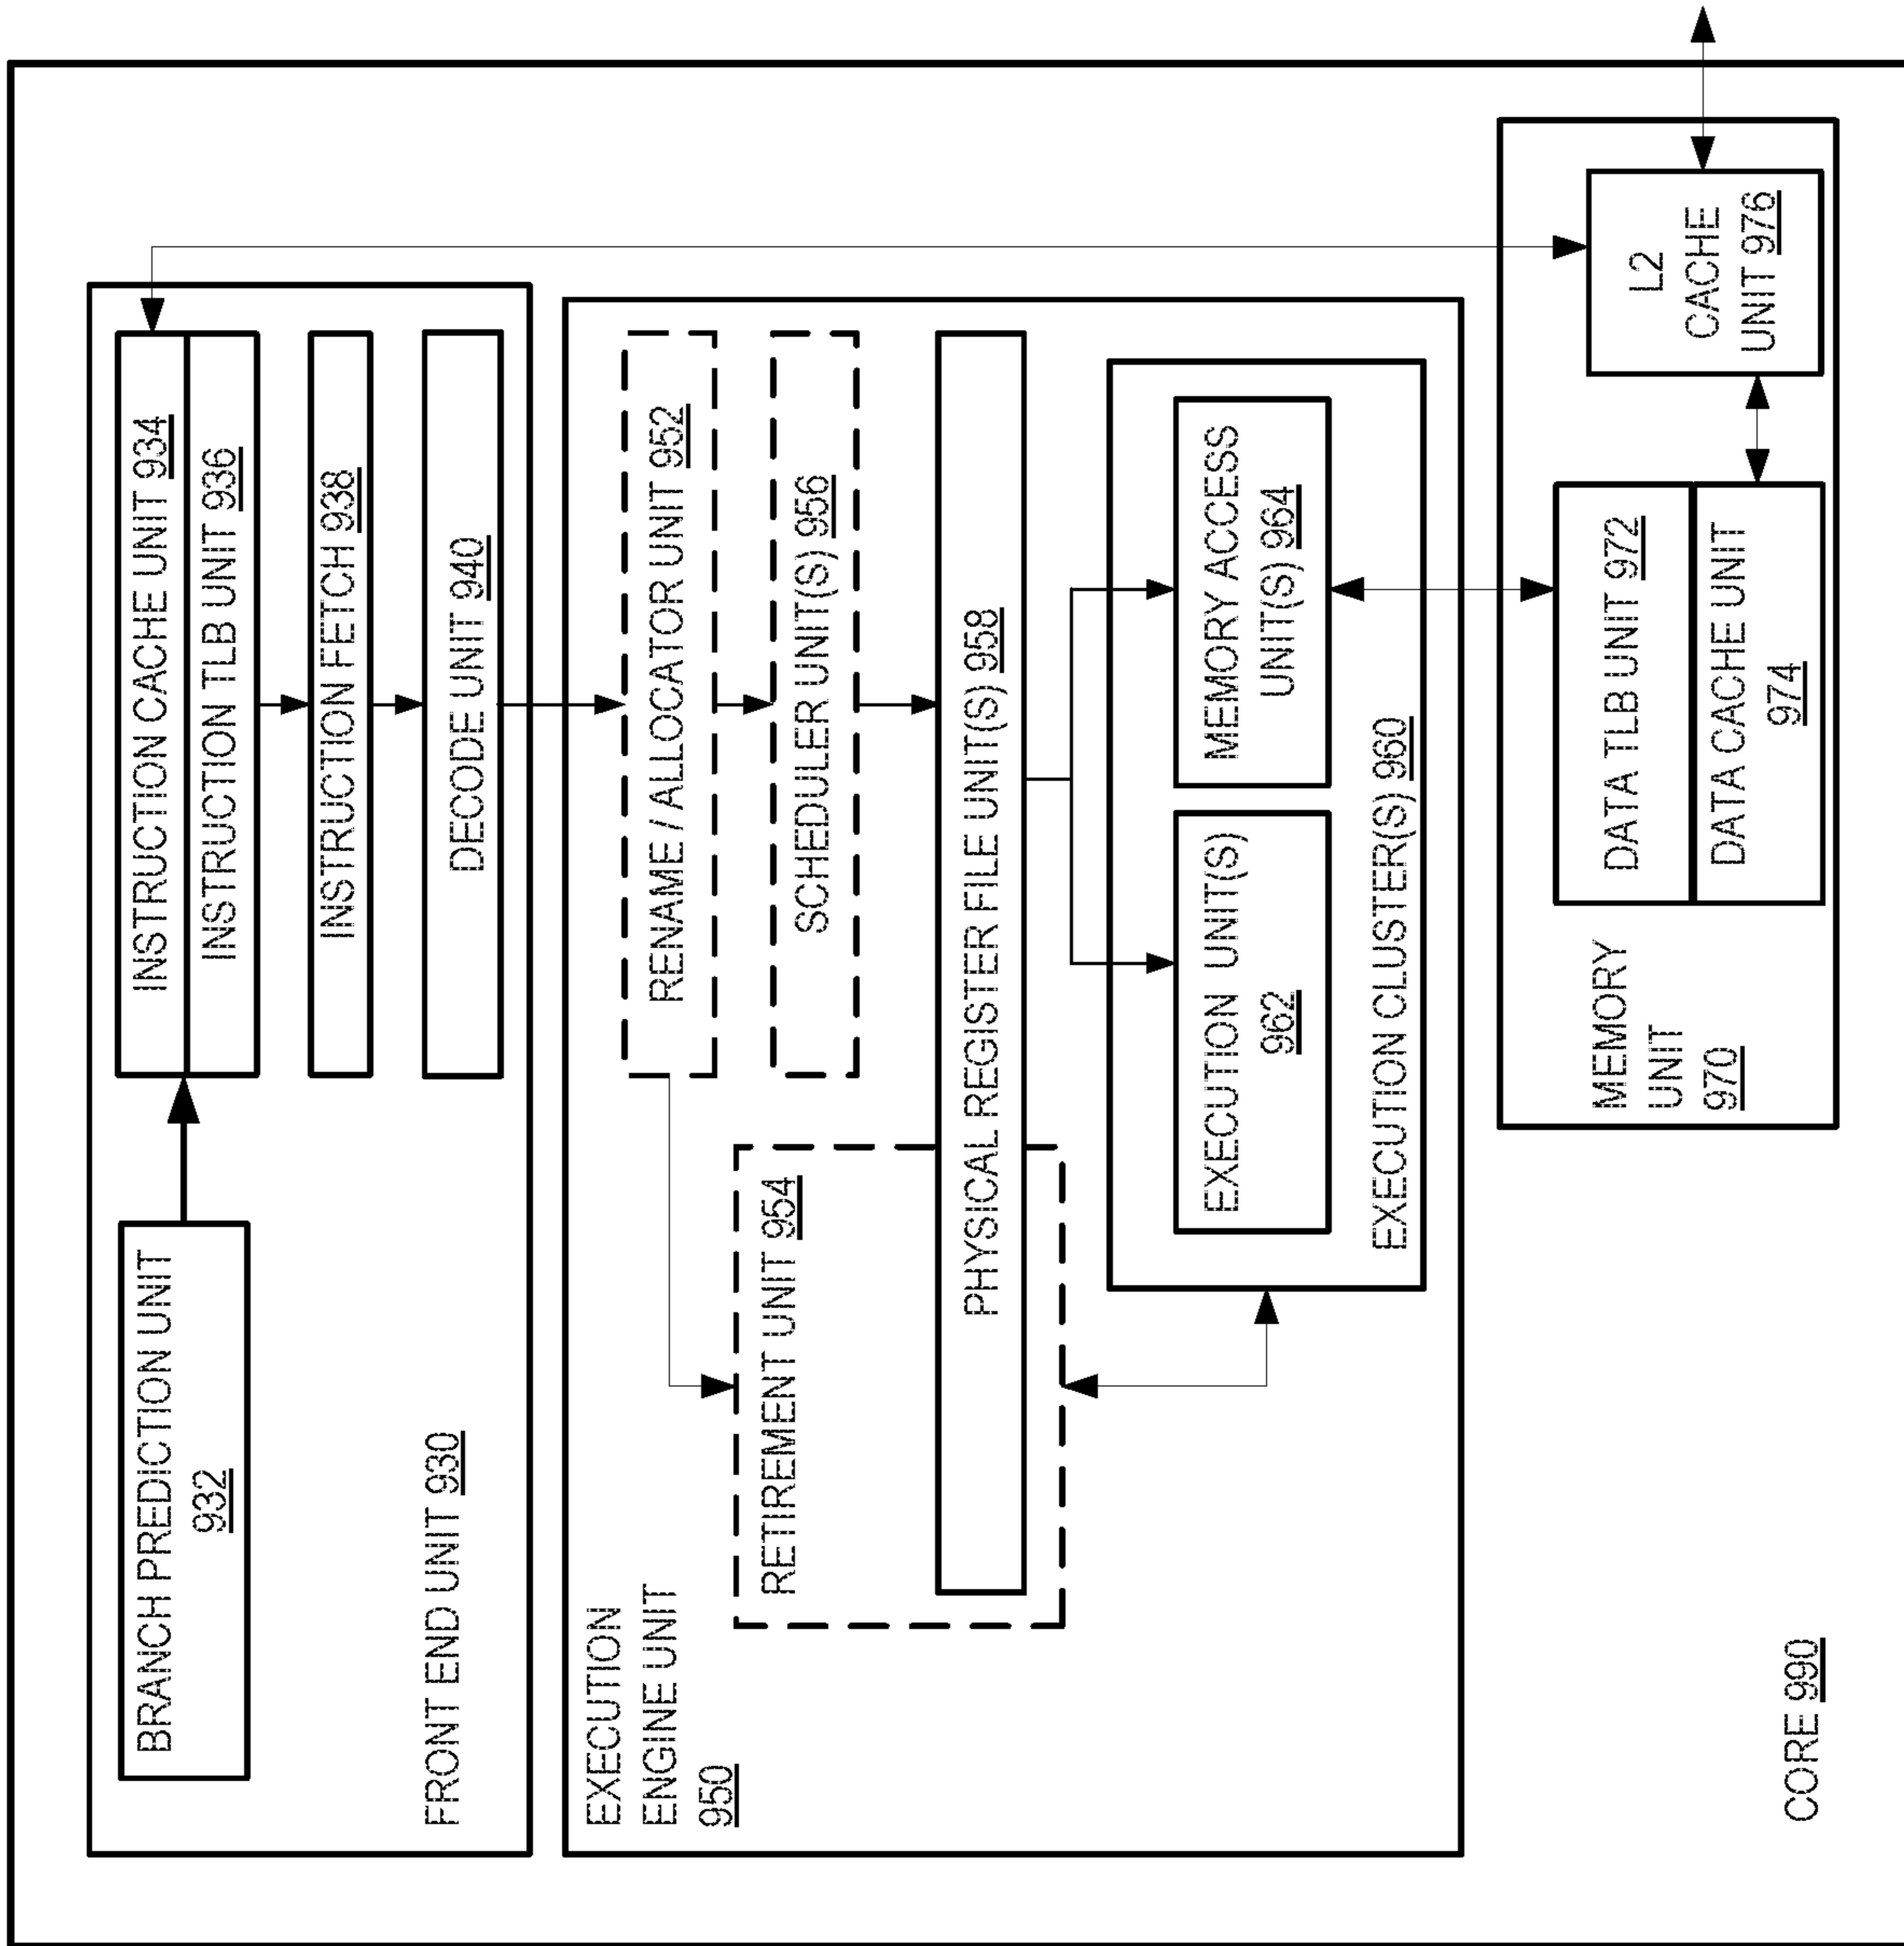 BRANCH PREDICTION UNIT
932
INSTRUCTION CACHE UNIT 934
INSTRUCTION TLB UNIT 936
INSTRUCTION FETCH 938
DECODE UNIT 940
FRONT END UNIT 930
EXECUTION
ENGINE UNIT
950
RENAME / ALLOCATOR UNIT 952
RETIREMENT UNIT 954
SCHEDULER UNIT(S) 956
PHYSICAL REGISTER FILE UNIT(S) 958
EXECUTION UNIT(S)
962
MEMORY ACCESS
UNIT(S) 964
EXECUTION CLUSTER(S) 960
MEMORY
UNIT
970
DATA TLB UNIT 972
DATA CACHE UNIT
974
L2
CACHE
UNIT 976
CORE 990